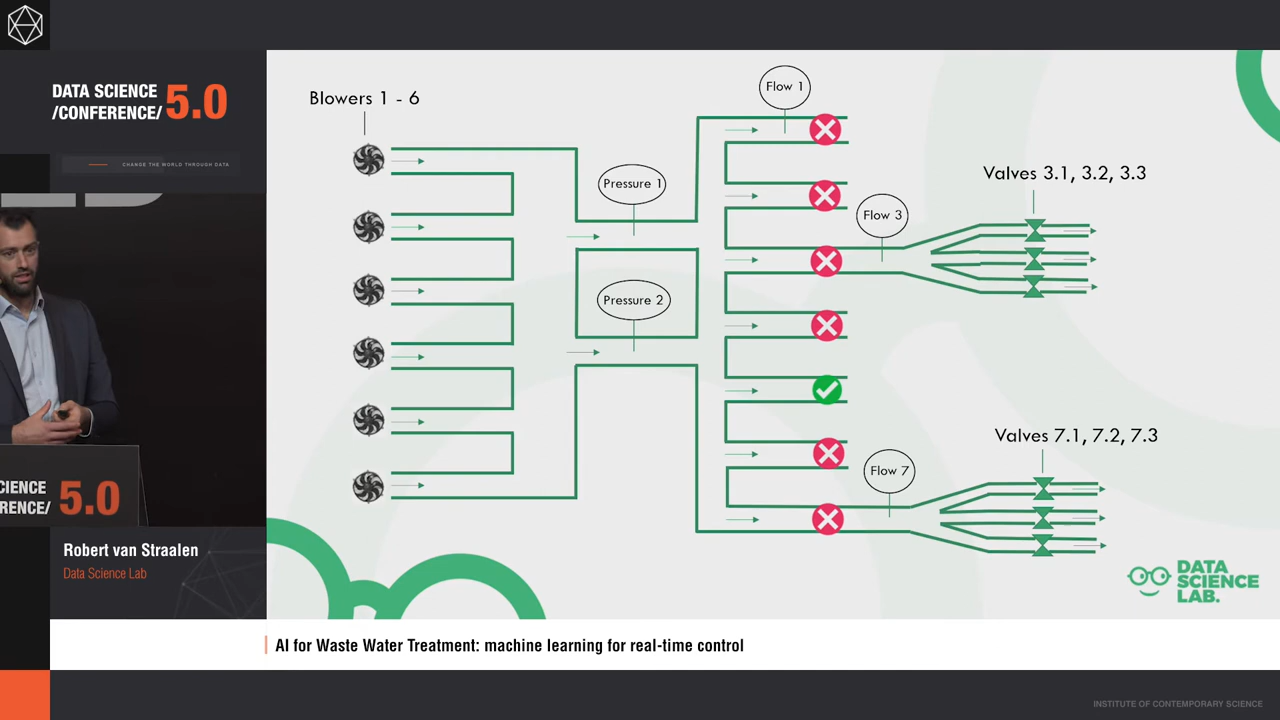 DATA SCIENCE
/CONFERENCE/ 5.0
CHANGE THE WORLD THROUGH DATA
CIENCE
RENCE/ 5.0
Robert van Straalen
Data Science Lab
Blowers 1 - 6
Flow 1
Pressure 1
Pressure 2
Flow 3
Valves 3.1, 3.2, 3.3
Valves 7.1, 7.2, 7.3
Flow 7
DATA
SCIENCE
LAB.
AI for Waste Water Treatment: machine learning for real-time control
INSTITUTE OF CONTEMPORARY SCIENCE